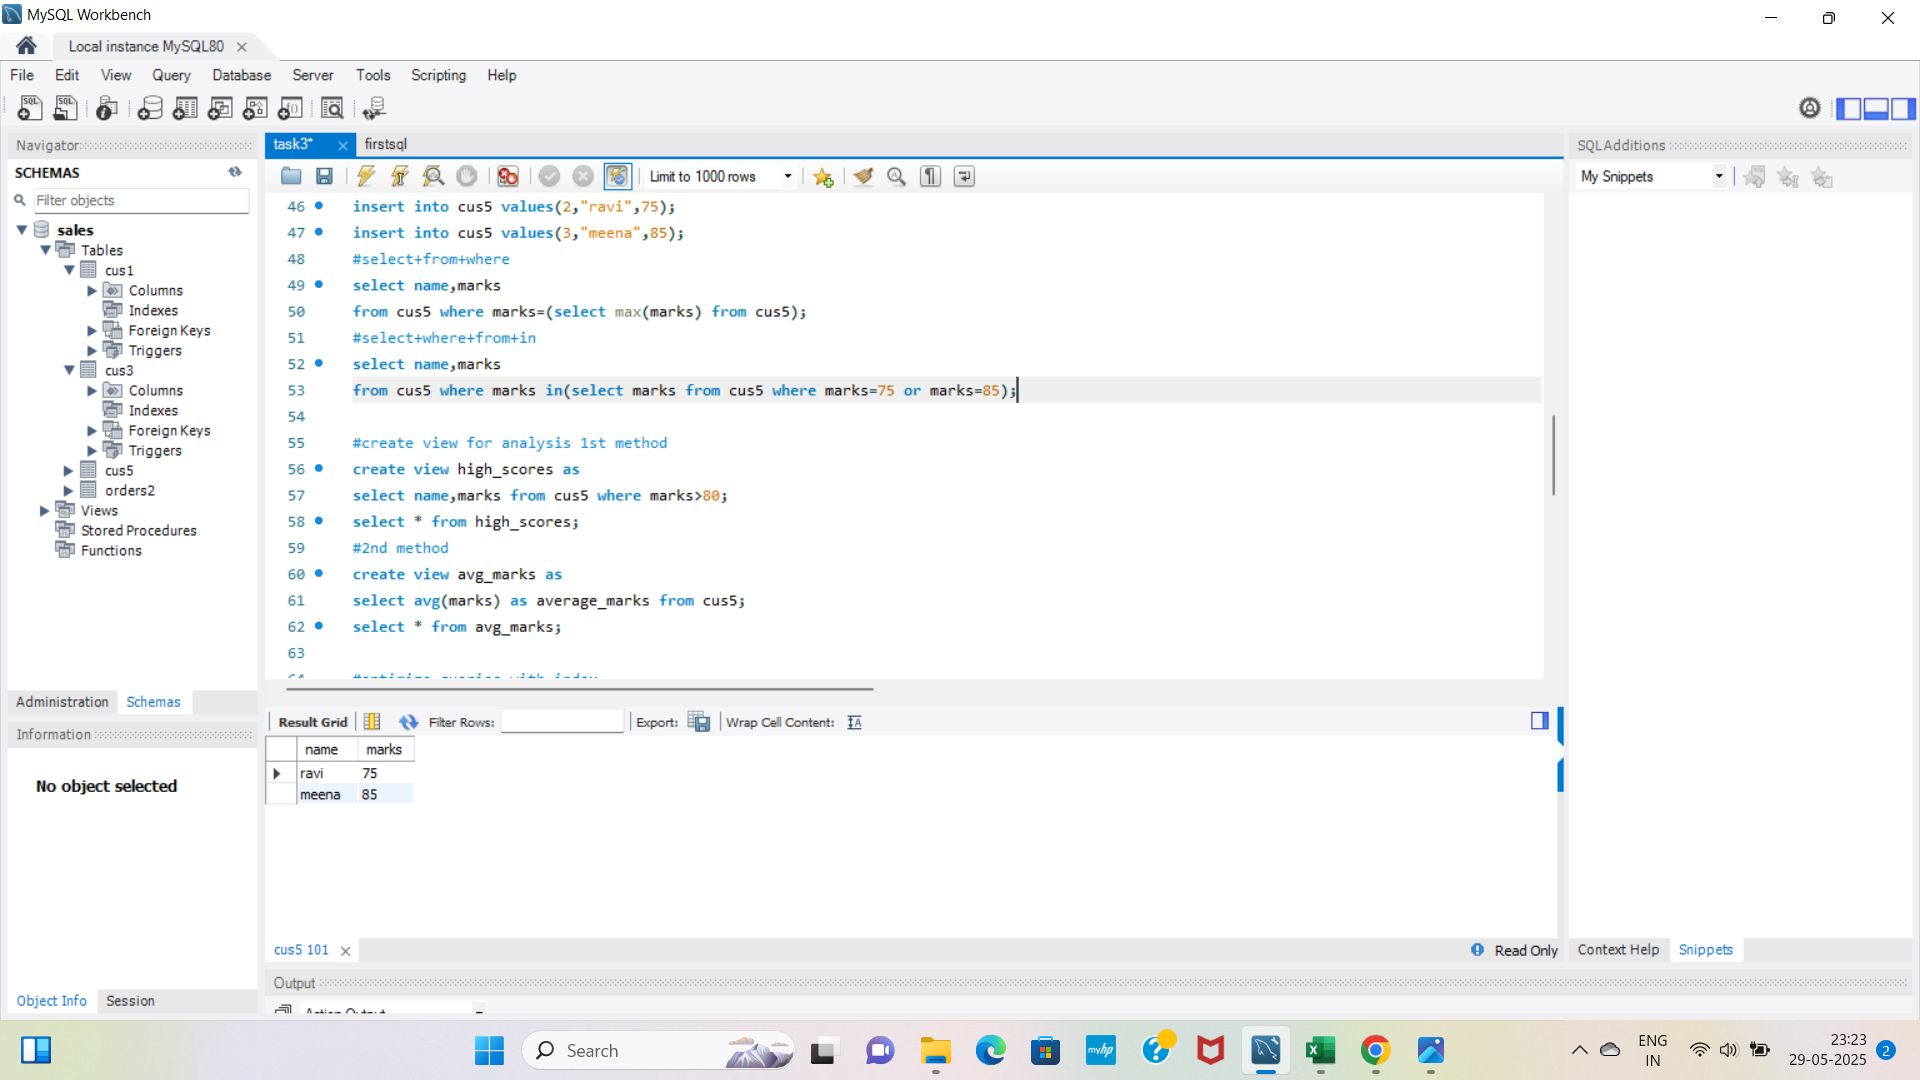 MySQL Workbench
Local instance MySQL80
File Edit View Query Database Server Tools Scripting Help
Navigator
SCHEMAS
Filter objects
sales
Tables
cus1
Columns
Indexes
Foreign Keys
Triggers
cus3
Columns
Indexes
Foreign Keys
Triggers
cus5
orders2
Views
Stored Procedures
Functions
Administration Schemas
Information
No object selected
Object Info Session
task3* firstsql
Limit to 1000 rows
46 insert into cus5 values(2,"ravi",75);
47 insert into cus5 values(3,"meena",85);
48 #select+from+where
49 select name,marks
50 from cus5 where marks=(select max(marks) from cus5);
51 #select+where+from+in
52 select name,marks
53 from cus5 where marks in(select marks from cus5 where marks=75 or marks=85);
54
55 #create view for analysis 1st method
56 create view high_scores as
57 select name,marks from cus5 where marks>80;
58 select * from high_scores;
59 #2nd method
60 create view avg_marks as
61 select avg(marks) as average_marks from cus5;
62 select * from avg_marks;
63
64 #optimize queries with index
Result Grid Filter Rows: Export: Wrap Cell Content:
name marks
ravi 75
meena 85
cus5 101 Read Only
Output
Action Output
SQLAdditions
My Snippets
Context Help Snippets
Search
myhp
ENG
IN
23:23
29-05-2025
2